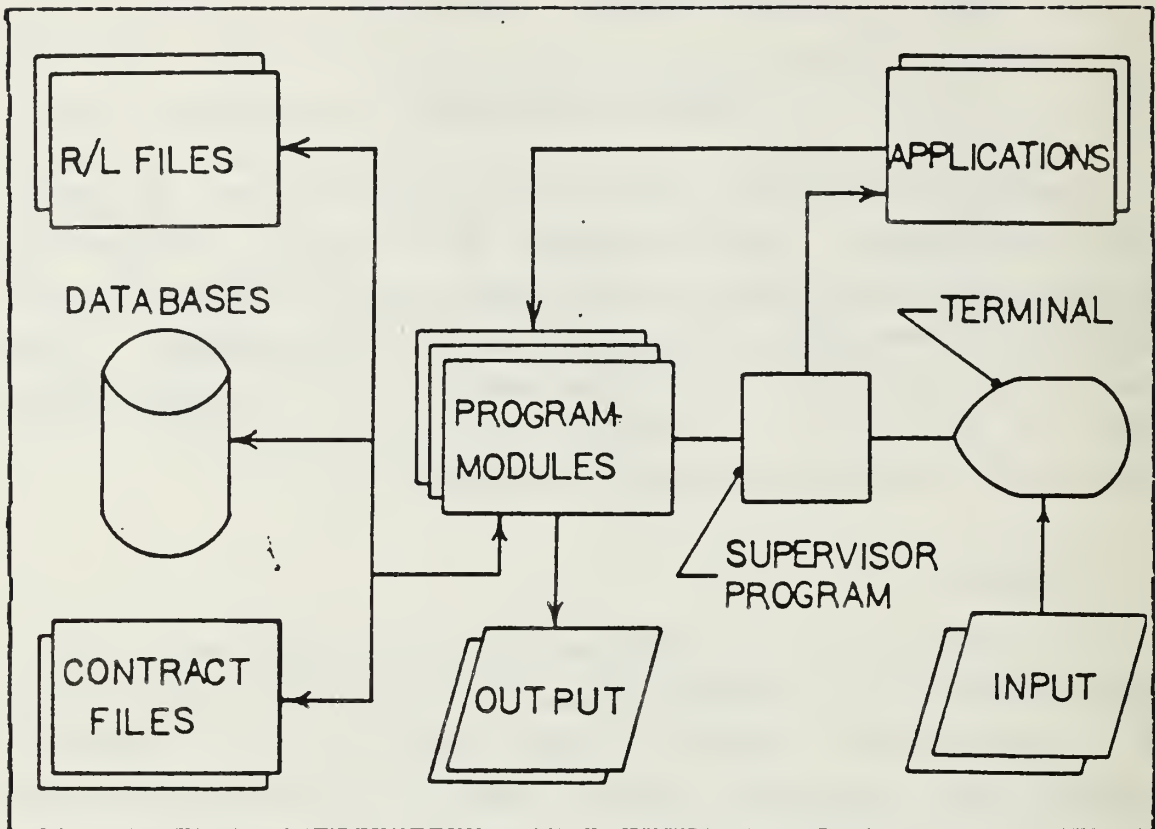 R/L FILES
APPLICATIONS
DATABASES
TERMINAL
PROGRAM
MODULES
SUPERVISOR
PROGRAM
CONTRACT
FILES
OUTPUT
INPUT